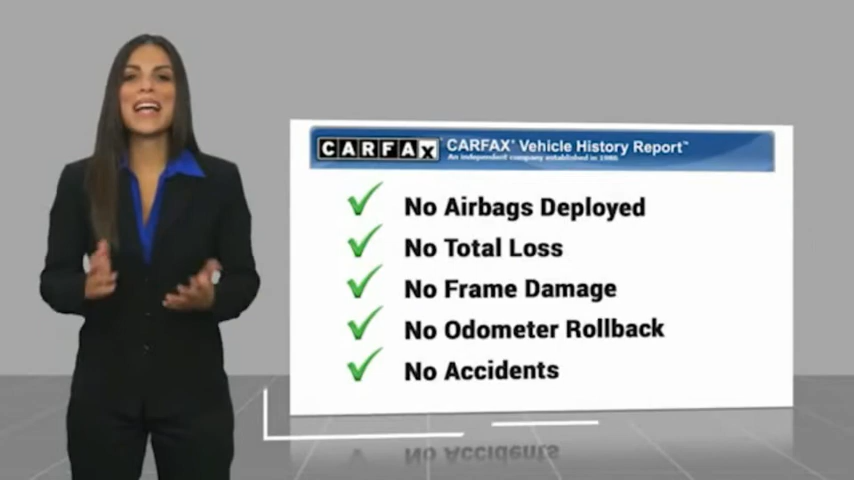 CARFAX CARFAX® Vehicle History Report™
An independent company established in 1986
No Airbags Deployed
No Total Loss
No Frame Damage
No Odometer Rollback
No Accidents
No Accidents